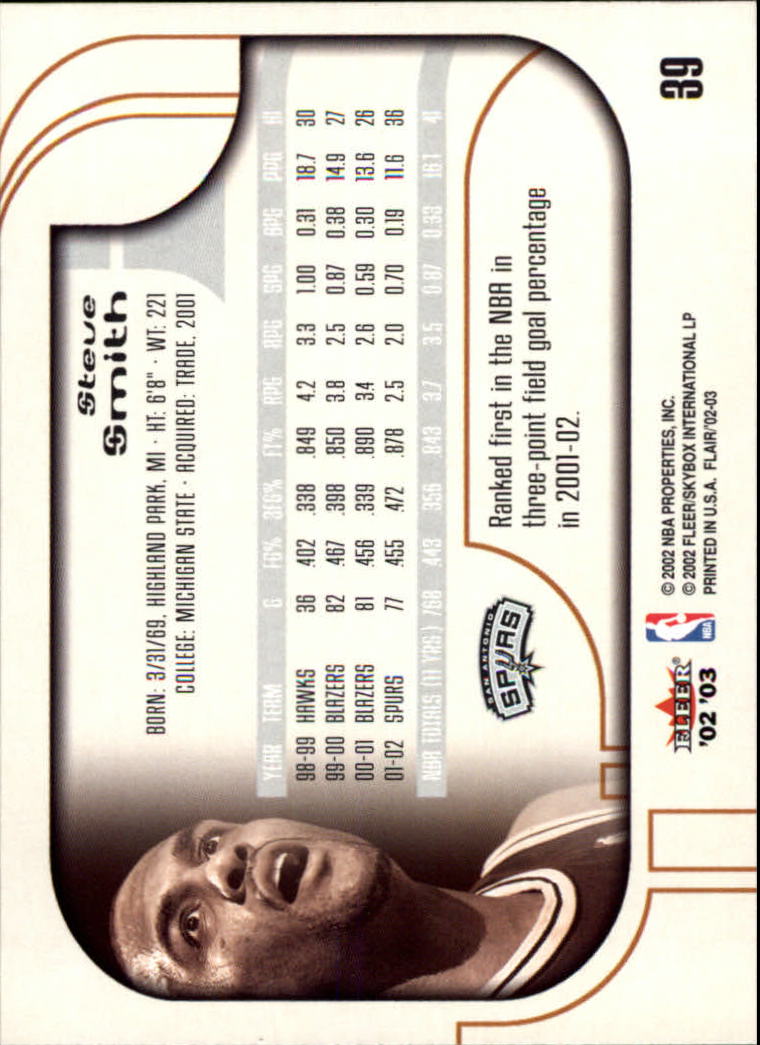 Steve
Smith
BORN: 3/31/69, HIGHLAND PARK, MI · HT: 6'8" · WT: 221
COLLEGE: MICHIGAN STATE · ACQUIRED: TRADE, 2001
YEAR TERM G FG% 3FG% FT% RPG APG SPG BPG PPG HI
98-99 HAWKS 36 .402 .338 .849 4.2 3.3 1.00 0.31 18.7 30
99-00 BLAZERS 82 .467 .398 .850 3.8 2.5 0.87 0.38 14.9 27
00-01 BLAZERS 81 .456 .339 .890 3.4 2.6 0.59 0.30 13.6 26
01-02 SPURS 77 .455 .472 .878 2.5 2.0 0.70 0.19 11.6 36
NBA TOTALS (11 YRS) 768 .443 .356 .843 3.7 3.5 0.87 0.33 16.1 41
SAN ANTONIO
SPURS
Ranked first in the NBA in
three-point field goal percentage
in 2001-02.
FLEER®
'02 '03
NBA
© 2002 NBA PROPERTIES, INC.
© 2002 FLEER/SKYBOX INTERNATIONAL LP
PRINTED IN U.S.A. FLAIR/'02-03
39